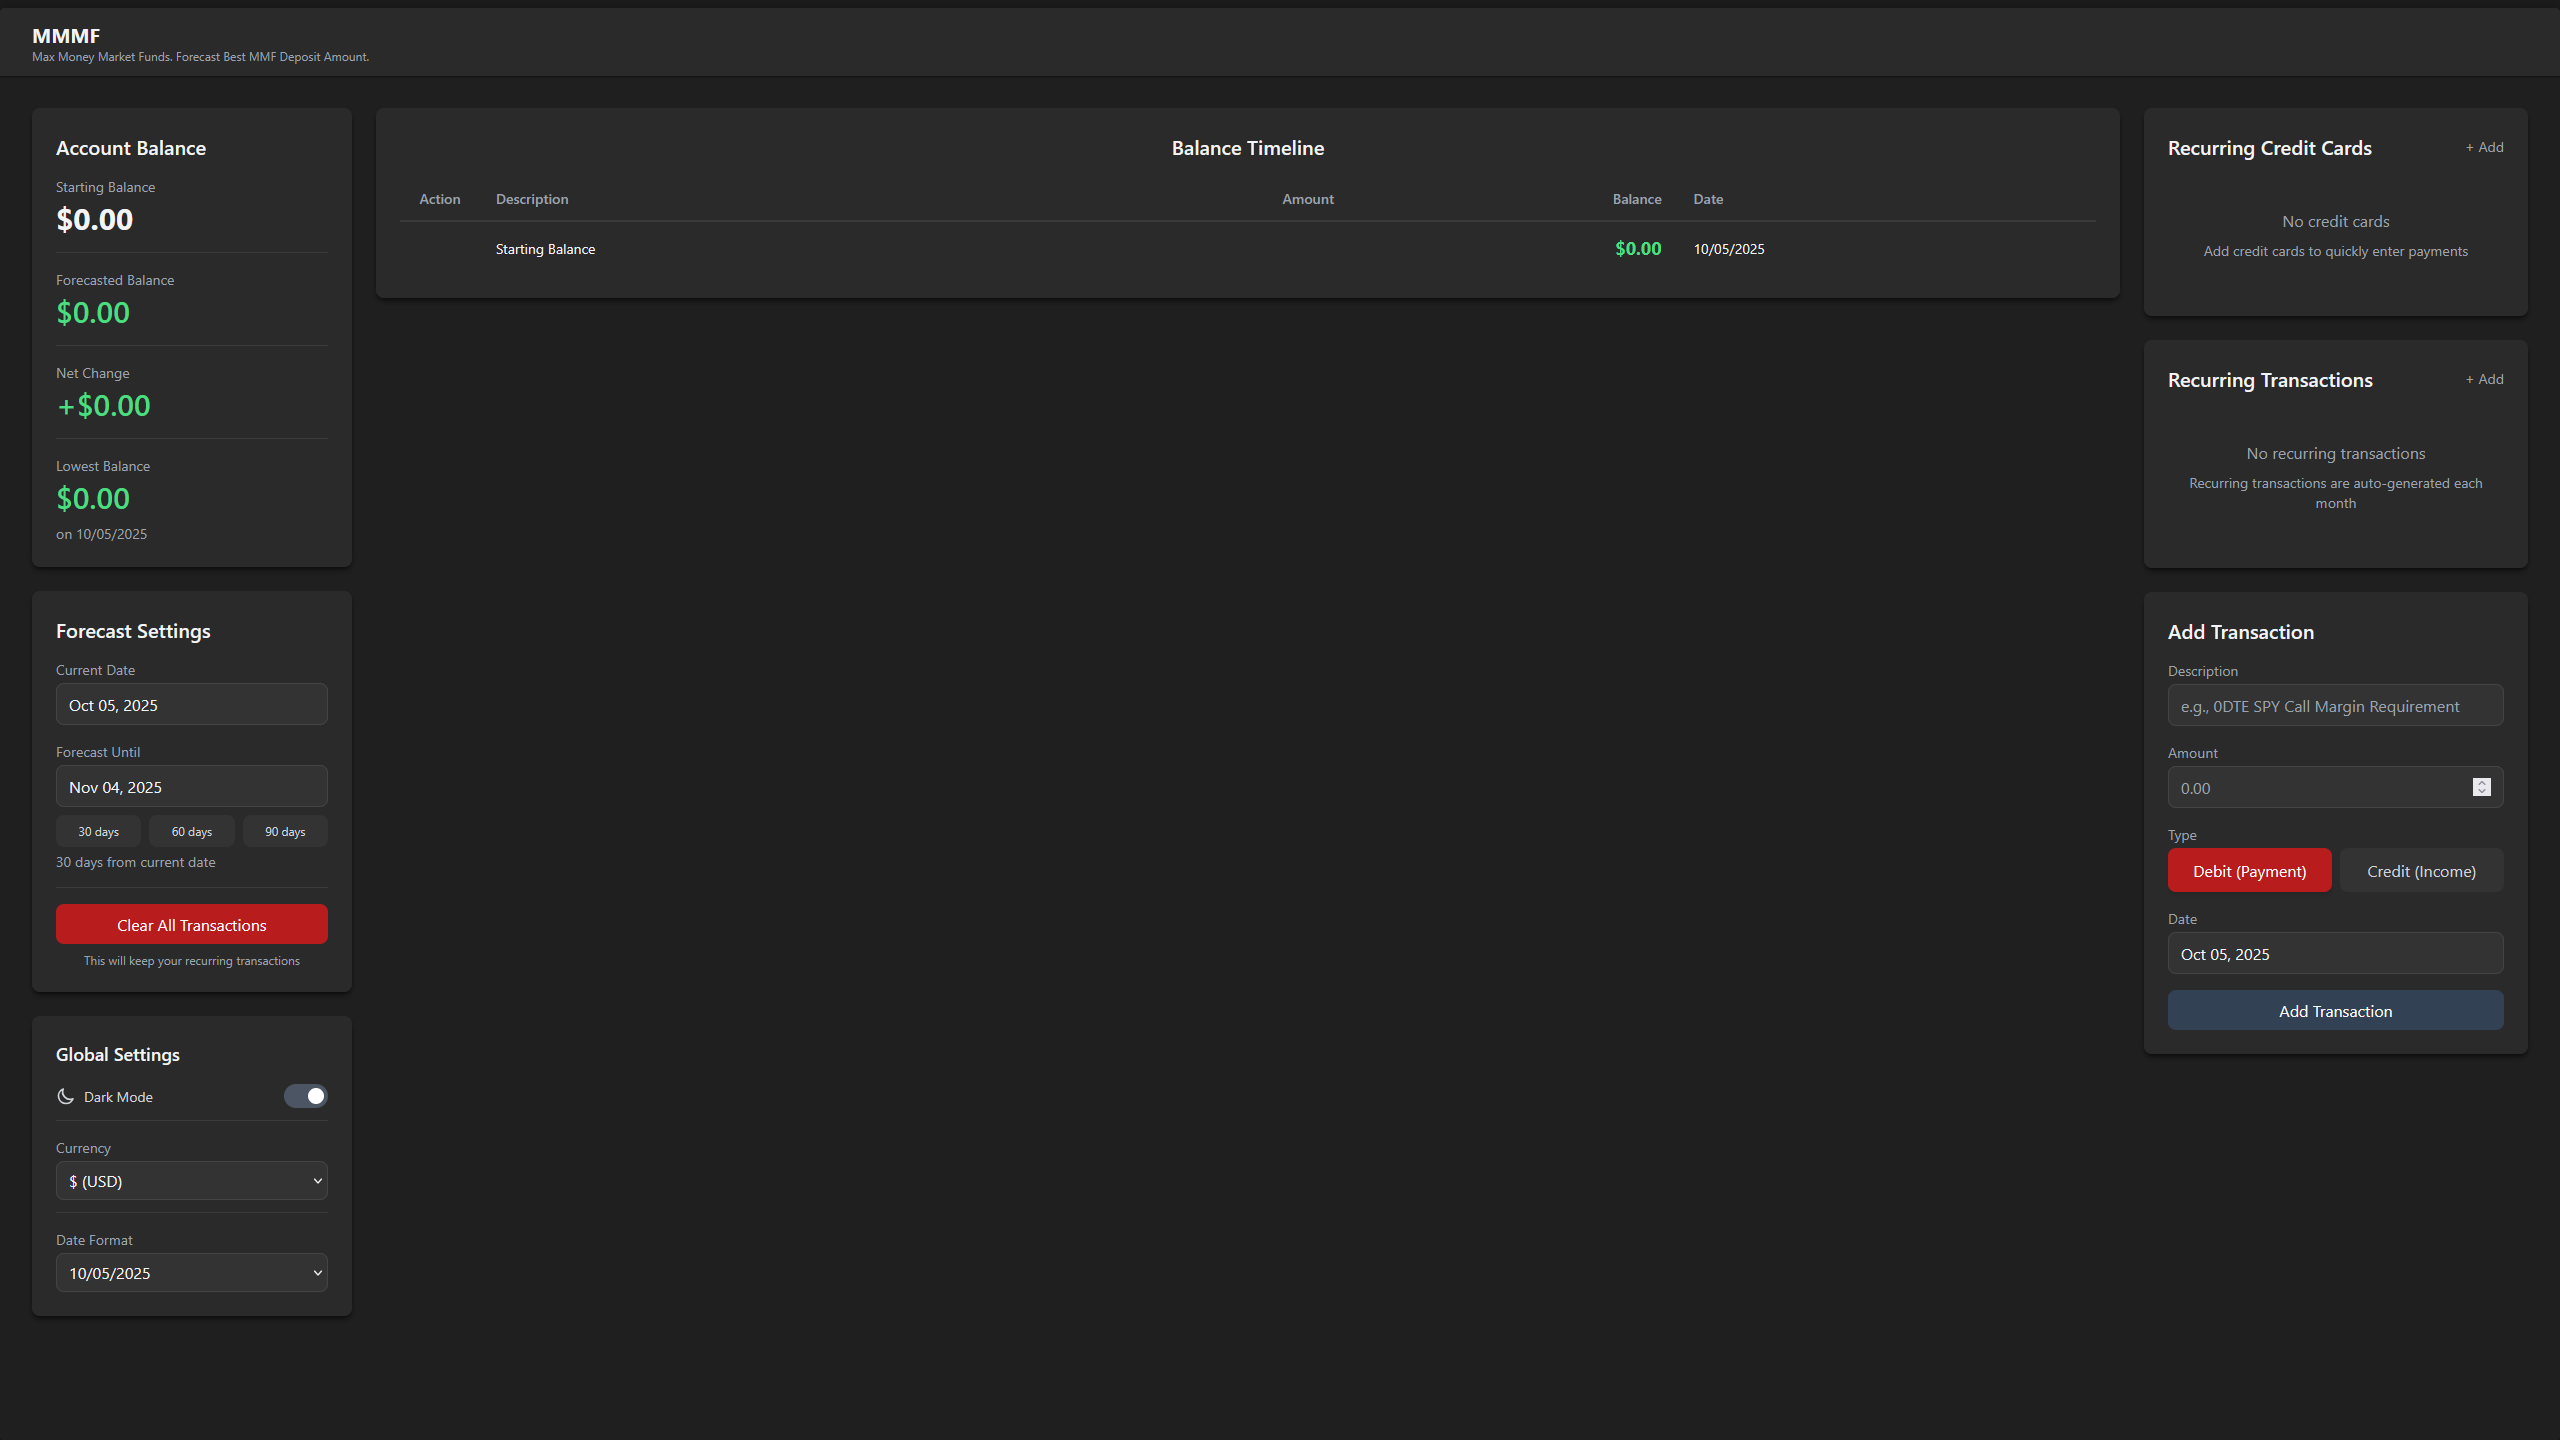 MMMF
Max Money Market Funds. Forecast Best MMF Deposit Amount.
Account Balance
Starting Balance
$0.00
Forecasted Balance
$0.00
Net Change
+$0.00
Lowest Balance
$0.00
on 10/05/2025
Forecast Settings
Current Date
Oct 05, 2025
Forecast Until
Nov 04, 2025
30 days 60 days 90 days
30 days from current date
Clear All Transactions
This will keep your recurring transactions
Global Settings
Dark Mode
Currency
$ (USD)
Date Format
10/05/2025
Balance Timeline
Action Description Amount Balance Date
Starting Balance $0.00 10/05/2025
Recurring Credit Cards + Add
No credit cards
Add credit cards to quickly enter payments
Recurring Transactions + Add
No recurring transactions
Recurring transactions are auto-generated each
month
Add Transaction
Description
e.g., 0DTE SPY Call Margin Requirement
Amount
0.00
Type
Debit (Payment) Credit (Income)
Date
Oct 05, 2025
Add Transaction